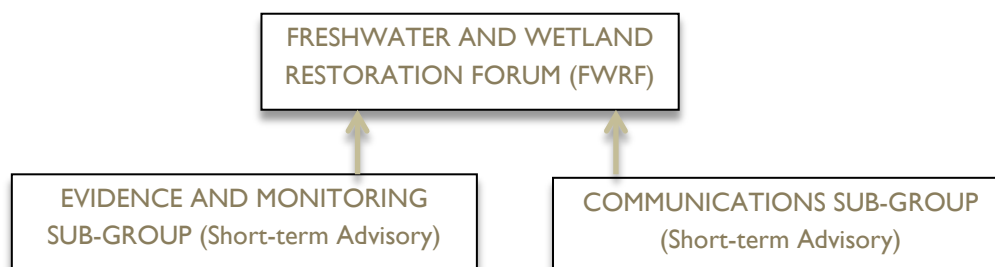 FRESHWATER AND WETLAND
RESTORATION FORUM (FWRF)
EVIDENCE AND MONITORING
SUB-GROUP (Short-term Advisory)
COMMUNICATIONS SUB-GROUP
(Short-term Advisory)